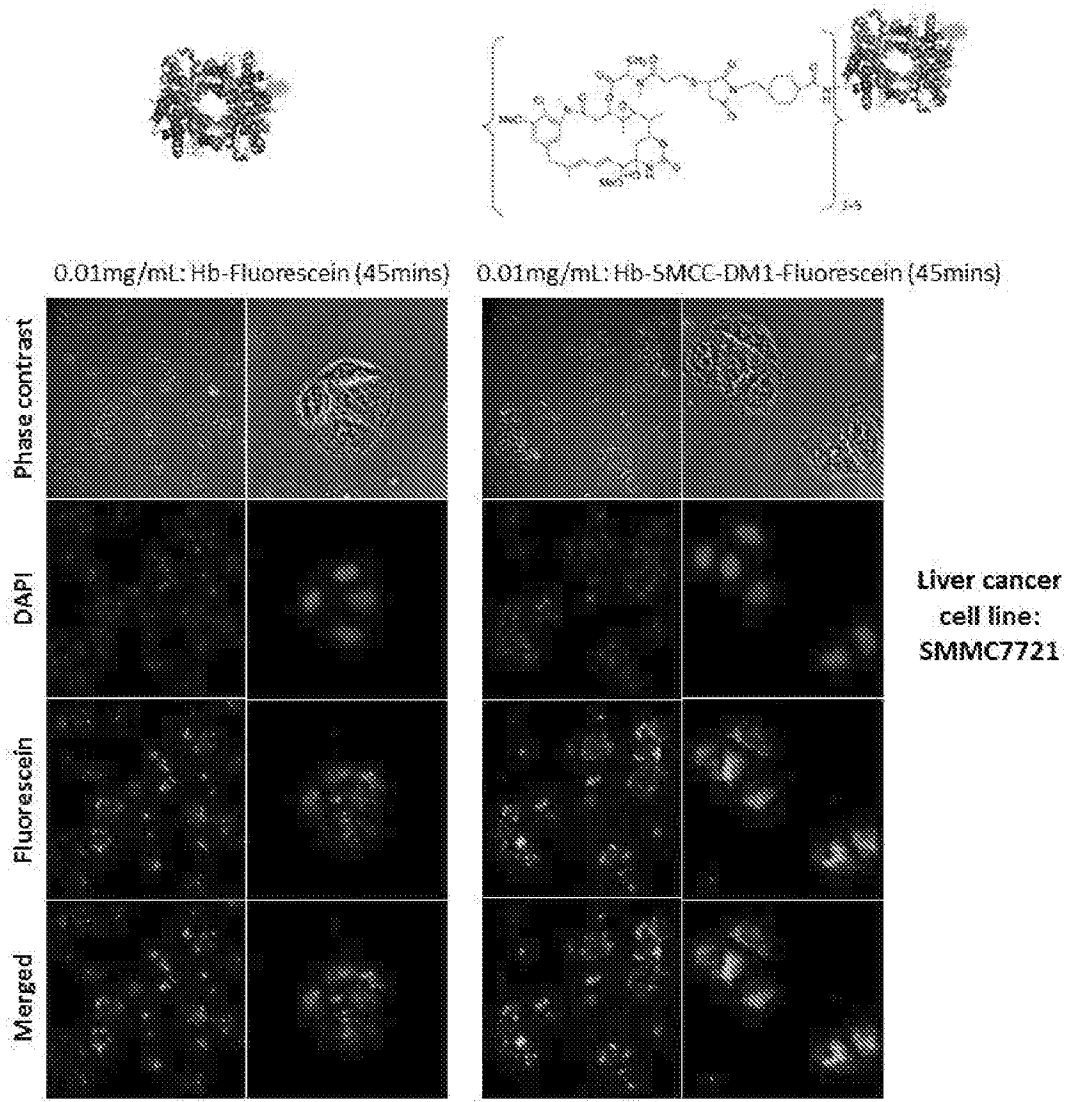 0.01mg/mL: Hb-Fluorescein (45mins)
0.01mg/mL: Hb-SMCC-DM1-Fluorescein (45mins)
Phase contrast
DAPI
Fluorescein
Merged
Liver cancer
cell line:
SMMC7721